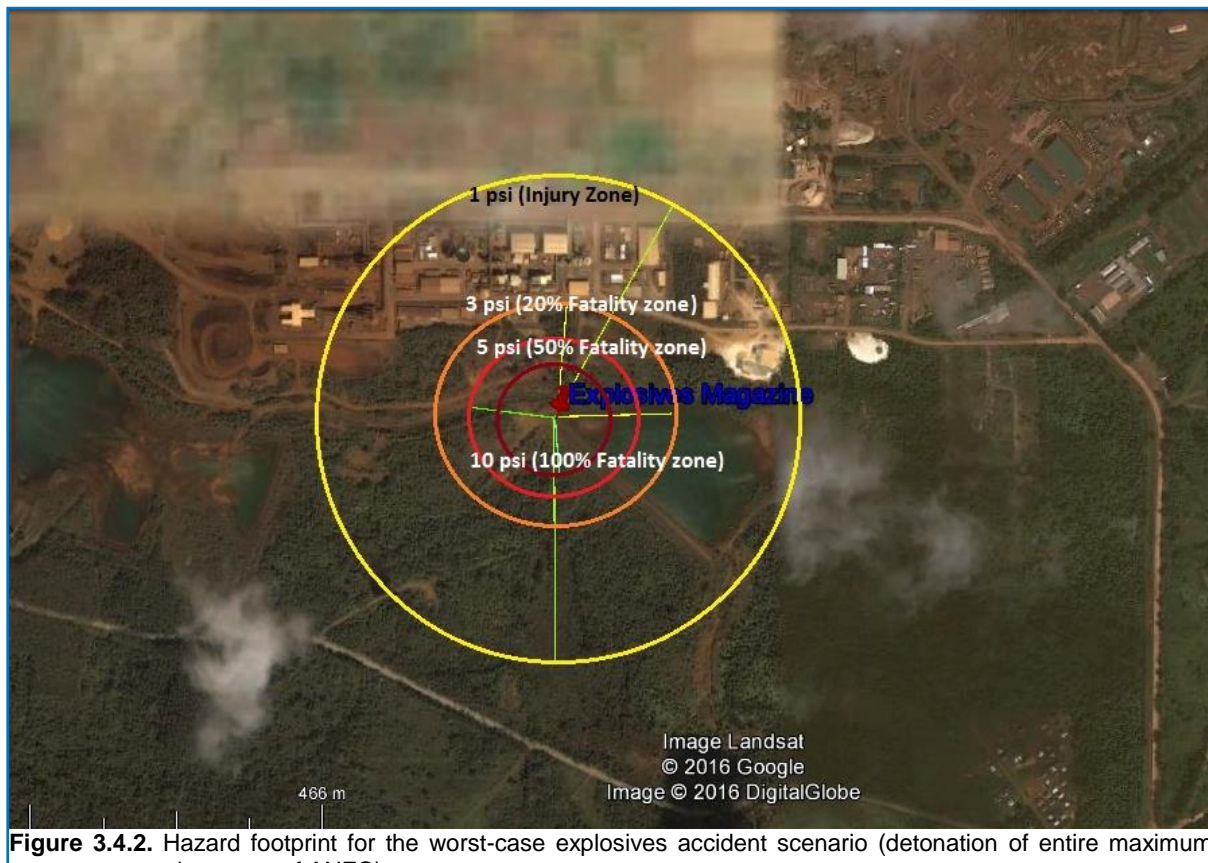 1 psi (Injury Zone)
3 psi (20% Fatality zone)
5 psi (50% Fatality zone)
Explosives Magazine
10 psi (100% Fatality zone)
Image Landsat
© 2016 Google
Image © 2016 DigitalGlobe
466 m
Figure 3.4.2. Hazard footprint for the worst-case explosives accident scenario (detonation of entire maximum